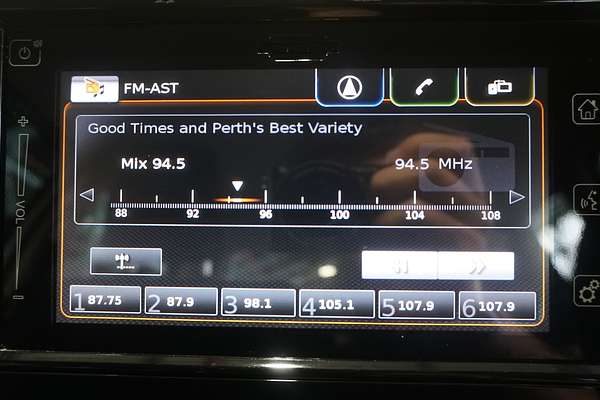 FM-AST
Good Times and Perth's Best Variety
Mix 94.5 94.5 MHz
88 92 96 100 104 108
VOL
1 87.75 2 87.9 3 98.1 4 105.1 5 107.9 6 107.9